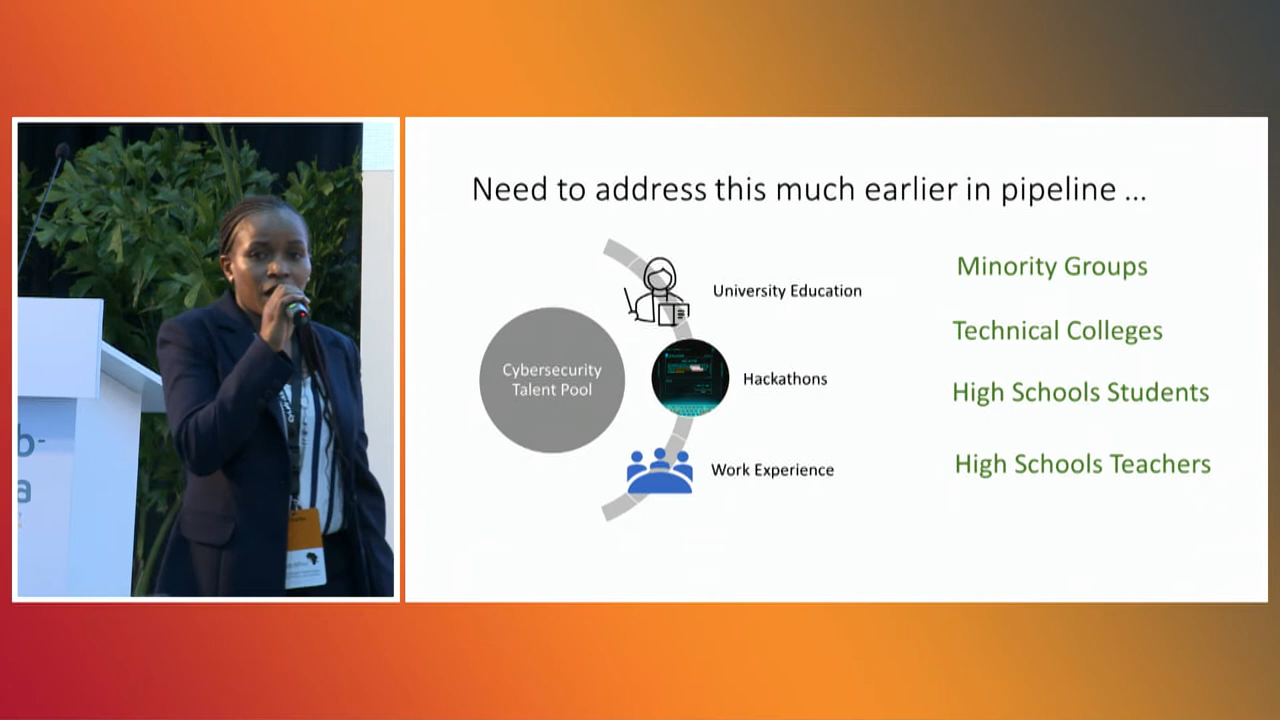 Need to address this much earlier in pipeline ...
Cybersecurity
Talent Pool
University Education
Hackathons
Work Experience
Minority Groups
Technical Colleges
High Schools Students
High Schools Teachers
b-
a